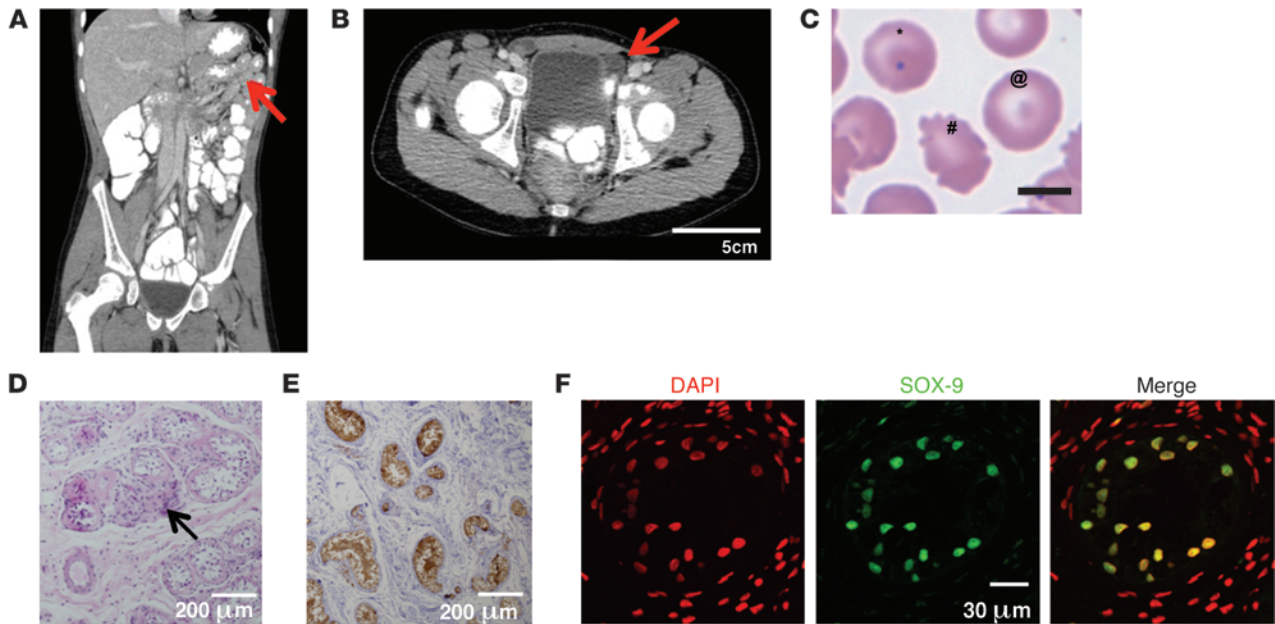 A
B
C
5cm
*
@
#
D
E
F
DAPI
SOX-9
Merge
200 μm
200 μm
30 μm